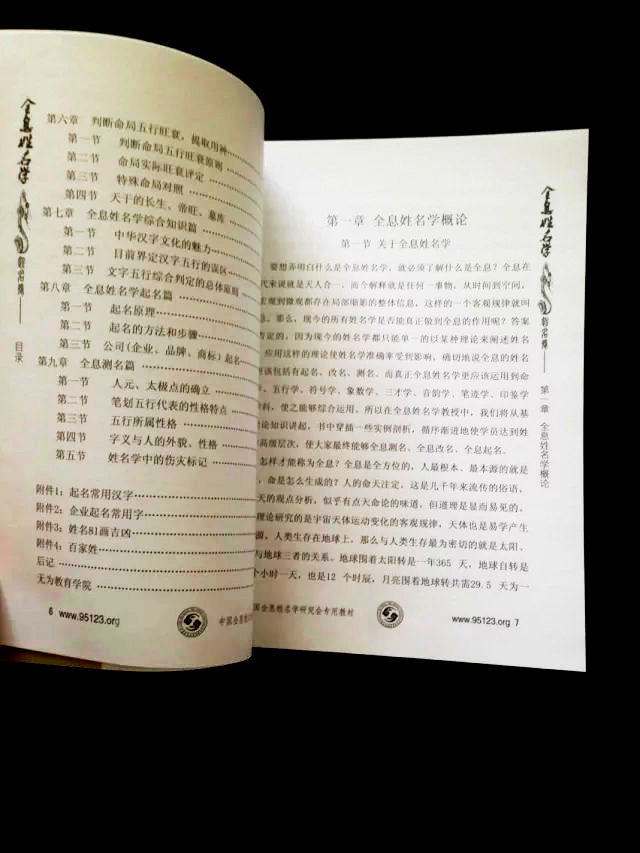 全息姓名学
目录
第六章 判断命局五行旺衰，提取用神
第一节 判断命局五行旺衰原则
第二节 命局实际旺衰评定
第三节 特殊命局对照
第四节 天干的长生、帝旺、墓库
第七章 全息姓名学综合知识篇
第一节 中华汉字文化的魅力
第二节 目前界定汉字五行的误区
第三节 文字五行综合判定的总体原则
第八章 全息姓名学起名篇
第一节 起名原理
第二节 起名的方法和步骤
第三节 公司(企业、品牌、商标)起名
第九章 全息测名篇
第一节 人元、太极点的确立
第二节 笔划五行代表的性格特点
第三节 五行所属性格
第四节 字义与人的外貌、性格
第五节 姓名学中的伤灾标记
附件1：起名常用汉字
附件2：企业起名常用字
附件3：姓名81画吉凶
附件4：百家姓
后记
无为教育学院
6 www.95123.org
中国全息姓
第一章 全息姓名学概论
第一节 关于全息姓名学
要想弄明白什么是全息姓名学，就必须了解什么是全息？全息在
代来说就是天人合一，而今解释就是任何一事物，从时间到空间，
宏观到微观都存在局部缩影的整体信息，这样的一个客观规律就叫
息。那么，现今的所有姓名学是否能真正做到全息的作用呢？答案
否定的，因为现今的姓名学都只能单一的以某种理论来阐述姓名
应用这样的理论使姓名学准确率受到影响，确切地说全息的姓名
应该包括有起名、改名、测名。而真正全息姓名学更应该运用到命
、五行学、符号学、象数学、三才学、音韵学、笔迹学、印鉴学
学科，使之能够综合运用。所以在全息姓名学教授中，我们将从基
理论知识讲起，书中穿插一些实例剖析，循序渐进地使学员达到姓
高级层次，使大家最终能够全息测名、全息改名、全息起名。
怎样才能称为全息？全息是全方位的，人最根本、最本源的就是
，命是怎么生成的？人的命天注定，这是几千年来流传的俗语，
天的观点分析，似乎有点天命论的味道，但道理是显而易见的。
理论研究的是宇宙天体运动变化的客观规律，天体也是易学产生
源，人类生存在地球上，那么与人类生存最为密切的就是太阳、
与地球三者的关系。地球围着太阳转是一年365 天，地球自转是
个小时一天，也是12 个时辰，月亮围着地球转共需29.5 天为一
国全息姓名学研究会专用教材
www.95123.org 7
全息姓名学
第一章 全息姓名学概论